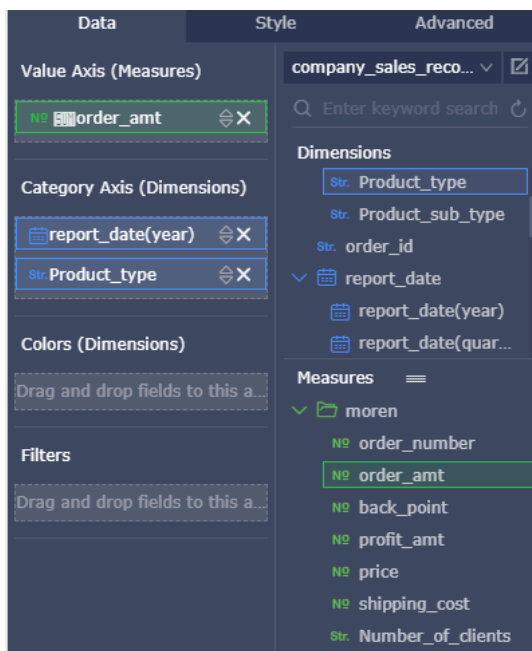 Data
Style
Advanced
Value Axis (Measures)
Nº SUM order_amt
Category Axis (Dimensions)
report_date(year)
Str. Product_type
Colors (Dimensions)
Drag and drop fields to this a...
Filters
Drag and drop fields to this a...
company_sales_reco...
Enter keyword search
Dimensions
Str. Product_type
Str. Product_sub_type
Str. order_id
report_date
report_date(year)
report_date(quar...
Measures
moren
Nº order_number
Nº order_amt
Nº back_point
Nº profit_amt
Nº price
Nº shipping_cost
Str. Number_of_clients